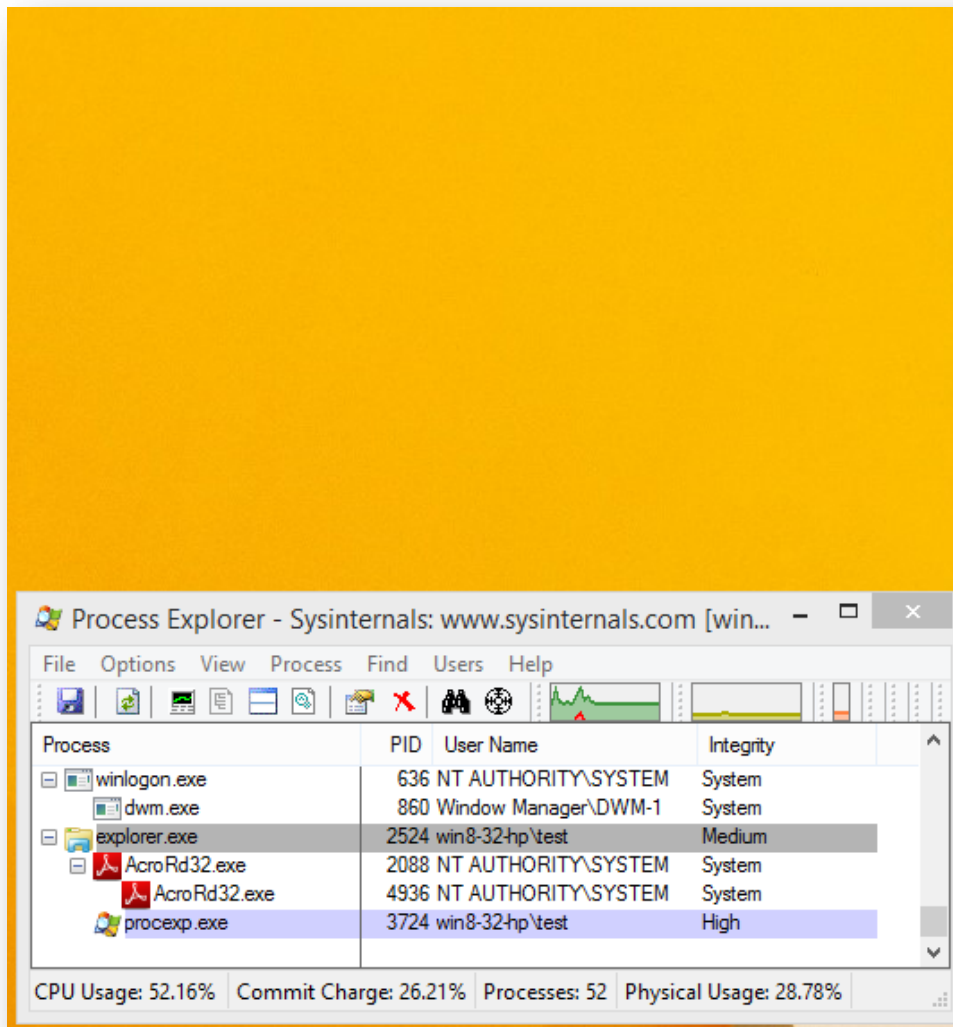 Process Explorer - Sysinternals: www.sysinternals.com [win...
File Options View Process Find Users Help
Process PID User Name Integrity
winlogon.exe 636 NT AUTHORITY\SYSTEM System
dwm.exe 860 Window Manager\DWM-1 System
explorer.exe 2524 win8-32-hp\test Medium
AcroRd32.exe 2088 NT AUTHORITY\SYSTEM System
AcroRd32.exe 4936 NT AUTHORITY\SYSTEM System
procexp.exe 3724 win8-32-hp\test High
CPU Usage: 52.16% Commit Charge: 26.21% Processes: 52 Physical Usage: 28.78%